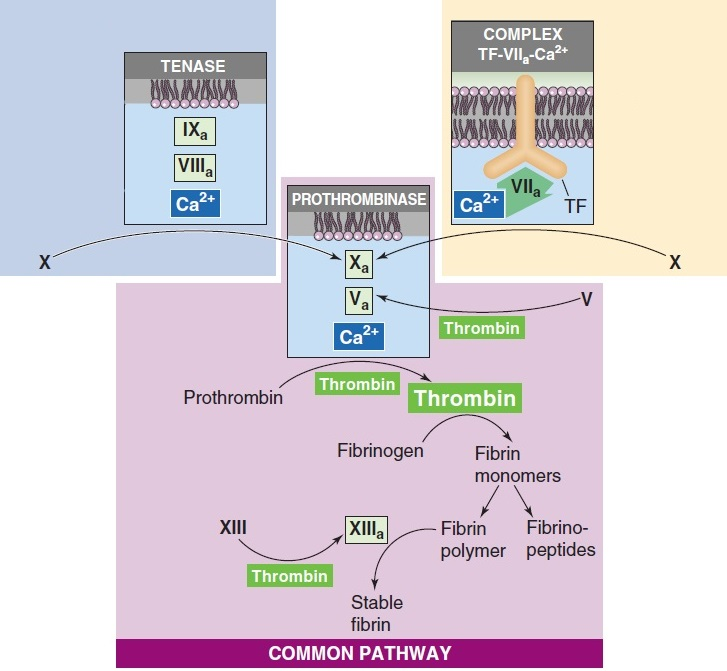 TENASE
IXa
VIIIa
Ca2+
COMPLEX
TF-VIIa-Ca2+
VIIa
Ca2+
TF
PROTHROMBINASE
X
Xa
X
Va
V
Ca2+
Thrombin
Prothrombin
Thrombin
Thrombin
Fibrinogen
Fibrin
monomers
XIII
XIIIa
Fibrin
polymer
Fibrino-
peptides
Thrombin
Stable
fibrin
COMMON PATHWAY